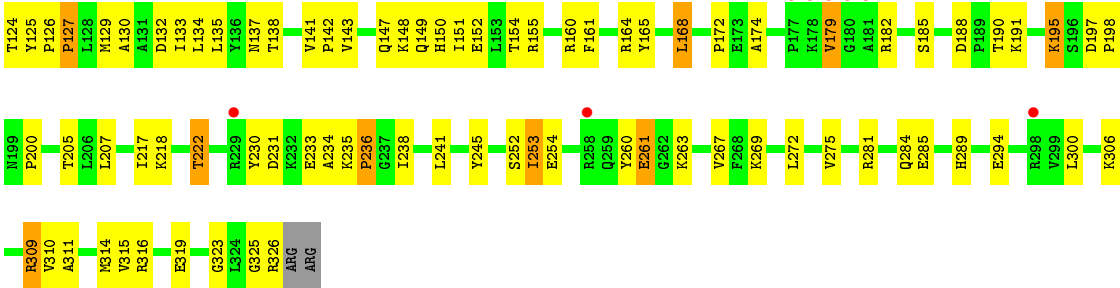 T124 Y125 P126 P127 L128 M129 A130 A131 D132 I133 L134 L135 Y136 N137 T138 V141 P142 V143 Q147 K148 Q149 H150 I151 E152 L153 T154 R155 R160 F161 R164 Y165 L168 P172 E173 A174 P177 K178 V179 G180 A181 R182 S185 D188 P189 T190 K191 K195 S196 D197 P198
N199 P200 T205 L206 L207 I217 K218 T222 R229 Y230 D231 K232 E233 A234 K235 P236 G237 I238 L241 Y245 S252 I253 E254 R258 Q259 Y260 E261 G262 K263 V267 F268 K269 L272 V275 R281 Q284 E285 H289 E294 R298 V299 L300 K306
R309 V310 A311 M314 V315 R316 E319 G323 L324 G325 R326 ARG ARG